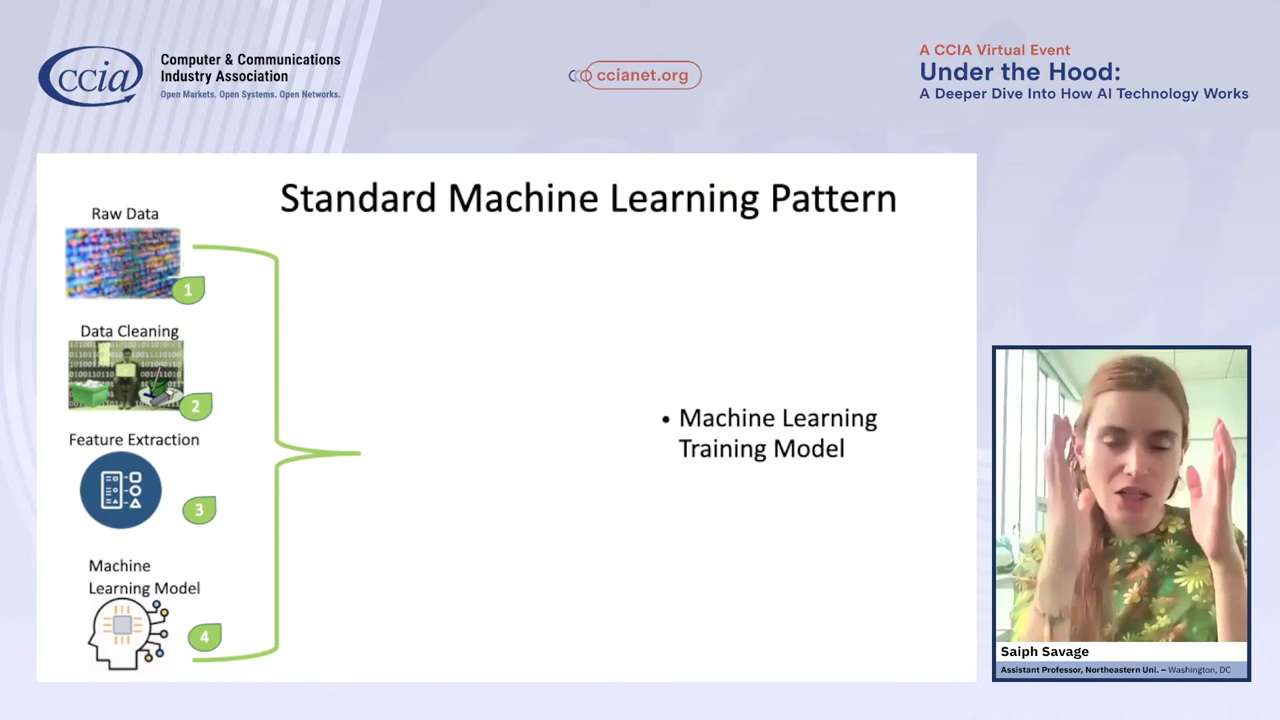 ccia
Computer & Communications
Industry Association
Open Markets. Open Systems. Open Networks.
ccianet.org
A CCIA Virtual Event
Under the Hood:
A Deeper Dive Into How AI Technology Works
Standard Machine Learning Pattern
Raw Data
1
Data Cleaning
2
Feature Extraction
3
Machine
Learning Model
4
• Machine Learning
Training Model
Saiph Savage
Assistant Professor, Northeastern Uni. – Washington, DC